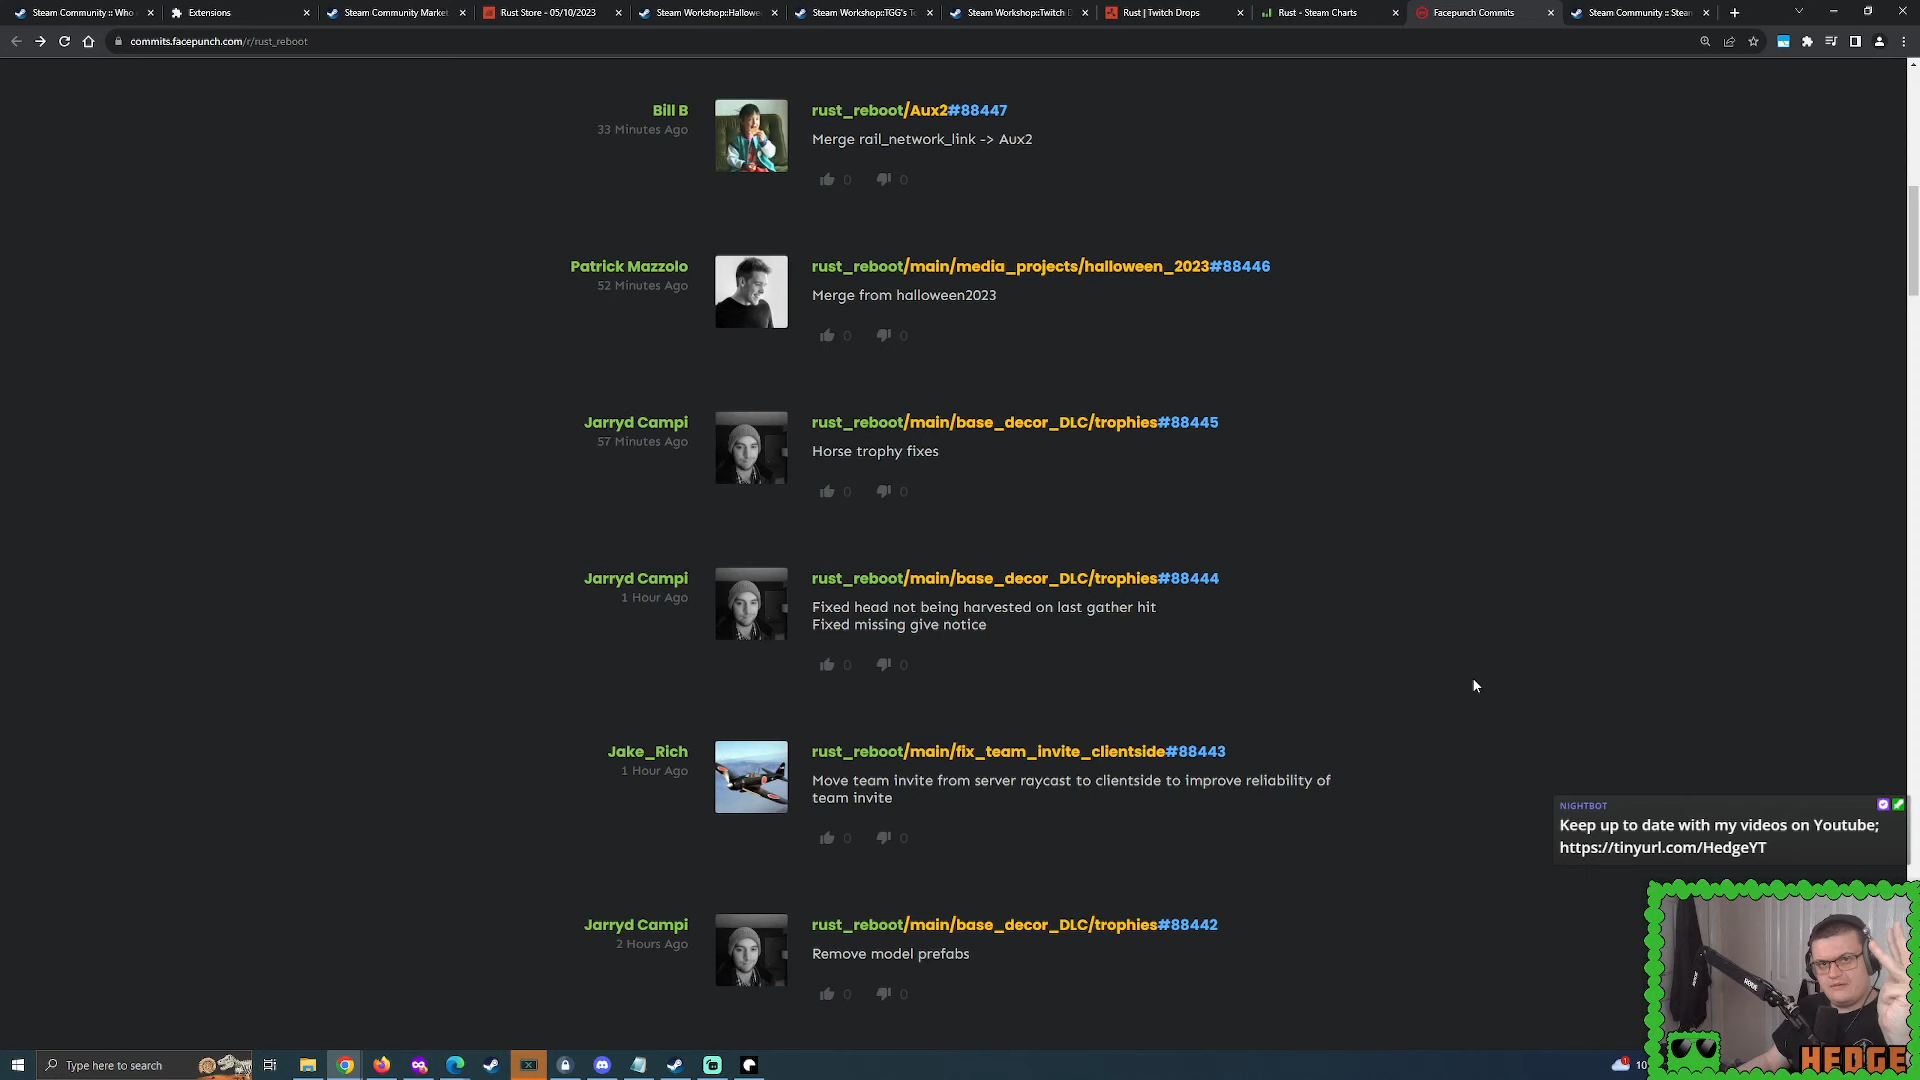 Steam Community :: Who
Extensions
Steam Community Market
Rust Store - 05/10/2023
Steam Workshop::Hallowe
Steam Workshop::TGG's T
Steam Workshop::Twitch D
Rust | Twitch Drops
Rust - Steam Charts
Facepunch Commits
Steam Community :: Stea
commits.facepunch.com/r/rust_reboot
Bill B
33 Minutes Ago
rust_reboot/Aux2#88447
Merge rail_network_link -> Aux2
0 0
Patrick Mazzolo
52 Minutes Ago
rust_reboot/main/media_projects/halloween_2023#88446
Merge from halloween2023
0 0
Jarryd Campi
57 Minutes Ago
rust_reboot/main/base_decor_DLC/trophies#88445
Horse trophy fixes
0 0
Jarryd Campi
1 Hour Ago
rust_reboot/main/base_decor_DLC/trophies#88444
Fixed head not being harvested on last gather hit
Fixed missing give notice
0 0
Jake_Rich
1 Hour Ago
rust_reboot/main/fix_team_invite_clientside#88443
Move team invite from server raycast to clientside to improve reliability of
team invite
0 0
NIGHTBOT
Keep up to date with my videos on Youtube;
https://tinyurl.com/HedgeYT
Jarryd Campi
2 Hours Ago
rust_reboot/main/base_decor_DLC/trophies#88442
Remove model prefabs
0 0
HEDGE
Type here to search
1
10